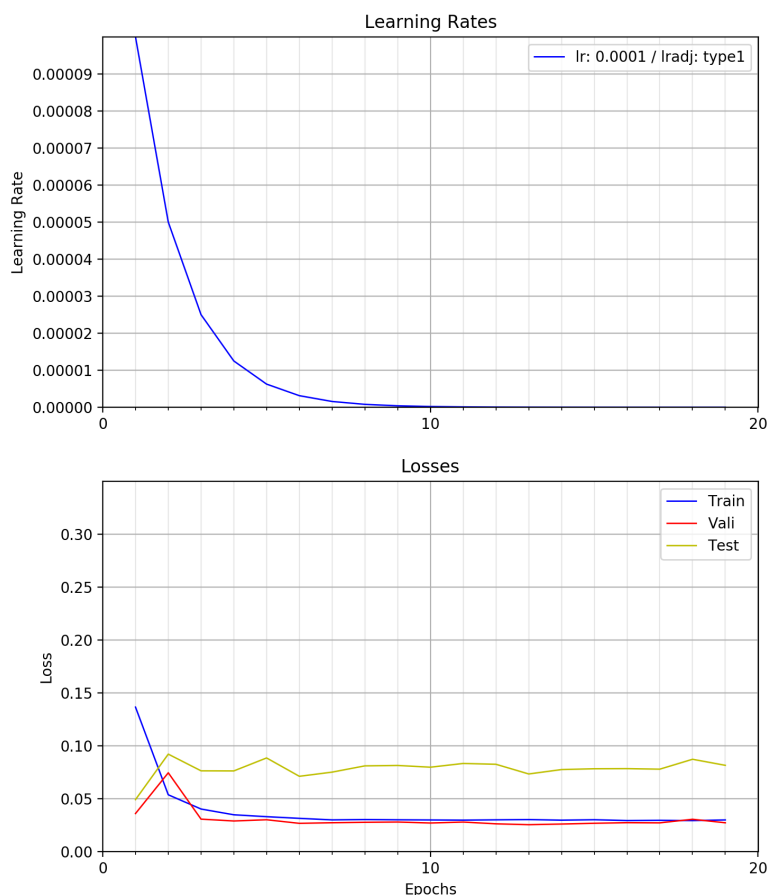 Learning Rates
lr: 0.0001 / lradj: type1
Learning Rate
0.00009
0.00008
0.00007
0.00006
0.00005
0.00004
0.00003
0.00002
0.00001
0.00000
0 10 20
Losses
Train
Vali
Test
Loss
0.30
0.25
0.20
0.15
0.10
0.05
0.00
0 10 20
Epochs